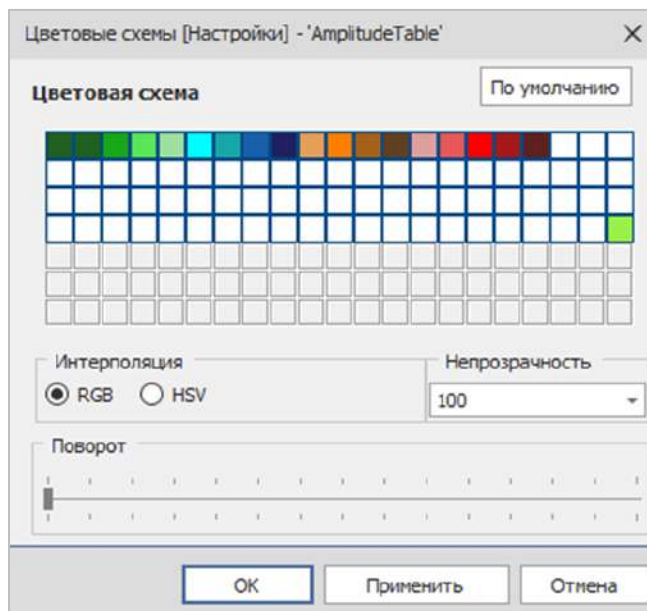 Цветовые схемы [Настройки] - 'AmplitudeTable'
Цветовая схема
По умолчанию
Интерполяция
Непрозрачность
RGB
HSV
100
Поворот
OK
Применить
Отмена